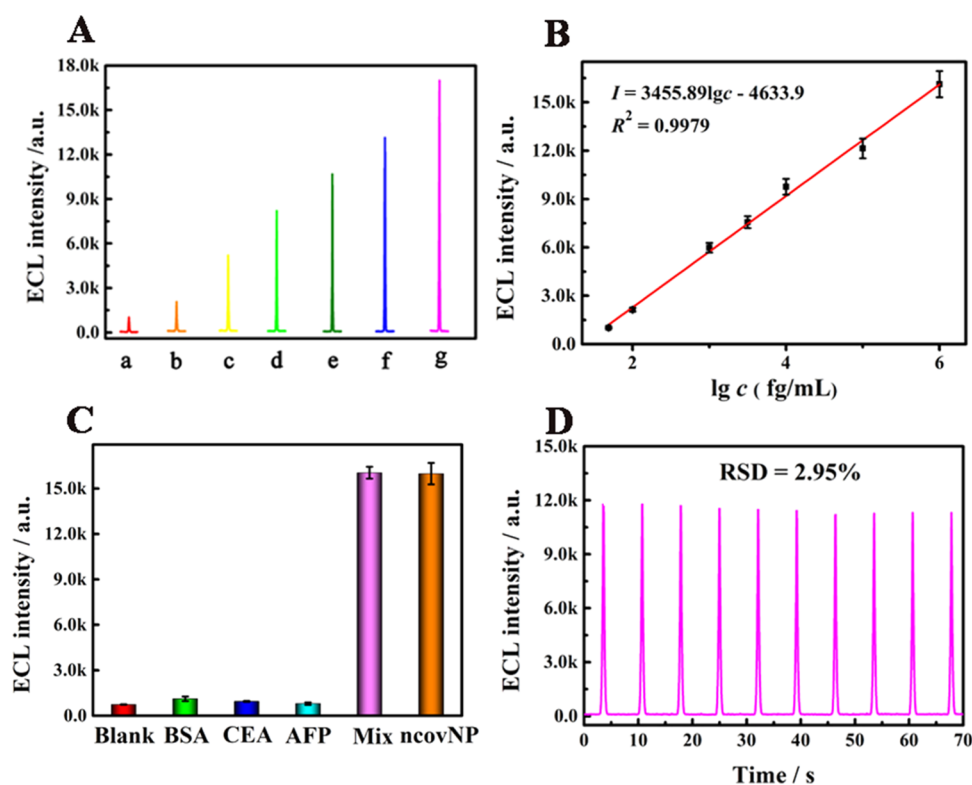 A
ECL intensity /a.u.
18.0k
15.0k
12.0k
9.0k
6.0k
3.0k
0.0
a b c d e f g
B
ECL intensity / a.u.
15.0k
12.0k
9.0k
6.0k
3.0k
0.0
I = 3455.89lgc - 4633.9
R² = 0.9979
2 4 6
lg c ( fg/mL)
C
ECL intensity / a.u.
15.0k
12.0k
9.0k
6.0k
3.0k
0.0
Blank BSA CEA AFP Mix ncovNP
D
ECL intensity / a.u.
15.0k
12.0k
9.0k
6.0k
3.0k
0.0
RSD = 2.95%
0 10 20 30 40 50 60 70
Time / s